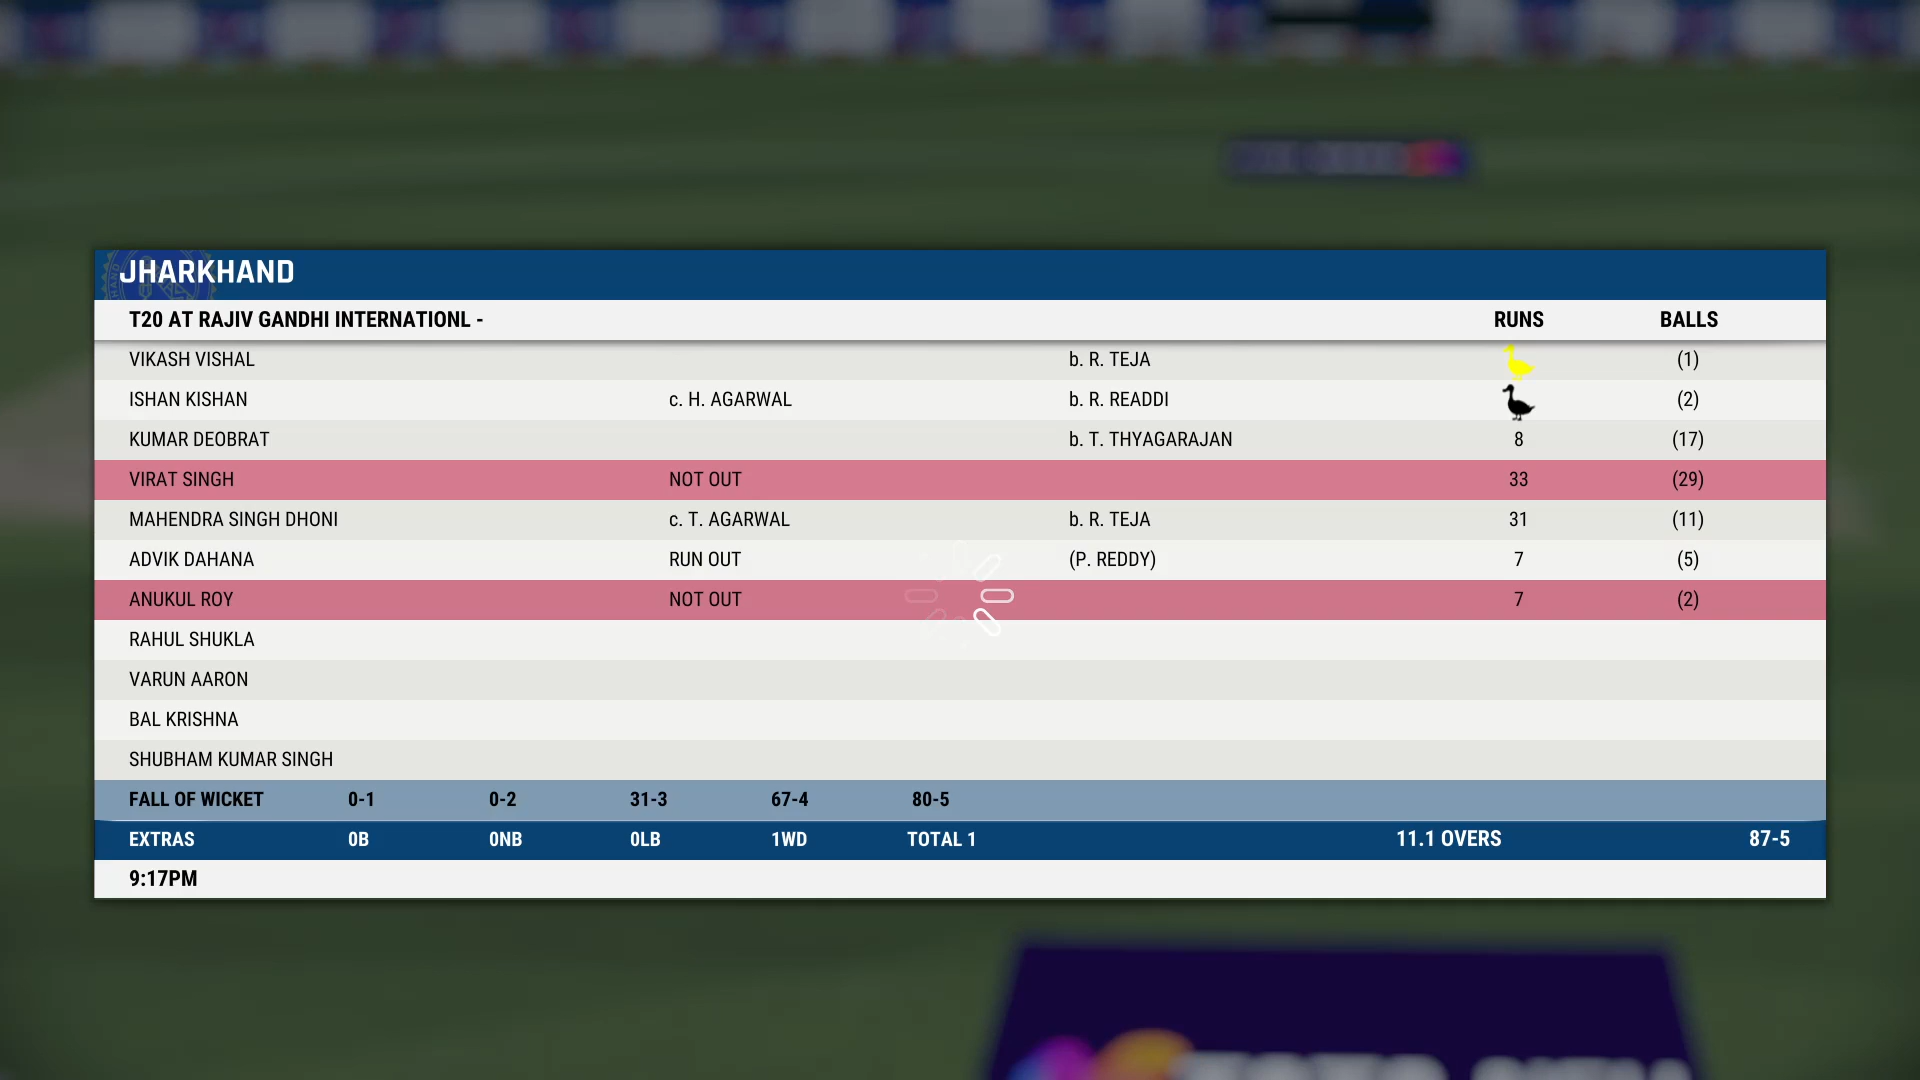 JHARKHAND
T20 AT RAJIV GANDHI INTERNATIONL - RUNS BALLS
VIKASH VISHAL b. R. TEJA (1)
ISHAN KISHAN c. H. AGARWAL b. R. READDI (2)
KUMAR DEOBRAT b. T. THYAGARAJAN 8 (17)
VIRAT SINGH NOT OUT 33 (29)
MAHENDRA SINGH DHONI c. T. AGARWAL b. R. TEJA 31 (11)
ADVIK DAHANA RUN OUT (P. REDDY) 7 (5)
ANUKUL ROY NOT OUT 7 (2)
RAHUL SHUKLA
VARUN AARON
BAL KRISHNA
SHUBHAM KUMAR SINGH
FALL OF WICKET 0-1 0-2 31-3 67-4 80-5
EXTRAS 0B 0NB 0LB 1WD TOTAL 1 11.1 OVERS 87-5
9:17PM